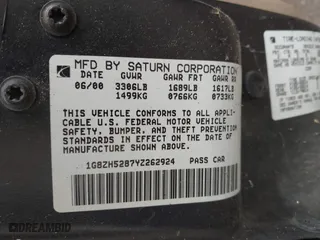 MFD BY SATURN CORPORATION
DATE GVWR GAWR FRT GAWR RR
06/00 3306LB 1689LB 1617LB
1499KG 0766KG 0733KG
THIS VEHICLE CONFORMS TO ALL APPLI-
CABLE U.S. FEDERAL MOTOR VEHICLE
SAFETY, BUMPER, AND THEFT PREVENTION
STANDARDS IN EFFECT ON THE DATE OF
MANUFACTURE SHOWN ABOVE.
1G8ZH5287YZ262924 PASS CAR
DREAMBID